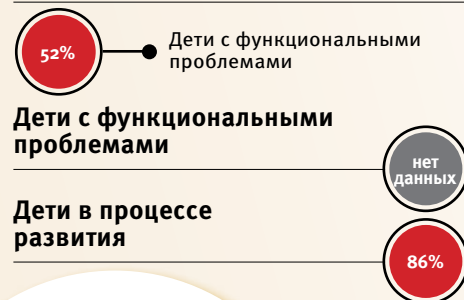 52%
Дети с функциональными
проблемами
Дети с функциональными
проблемами
нет
данных
Дети в процессе
развития
86%